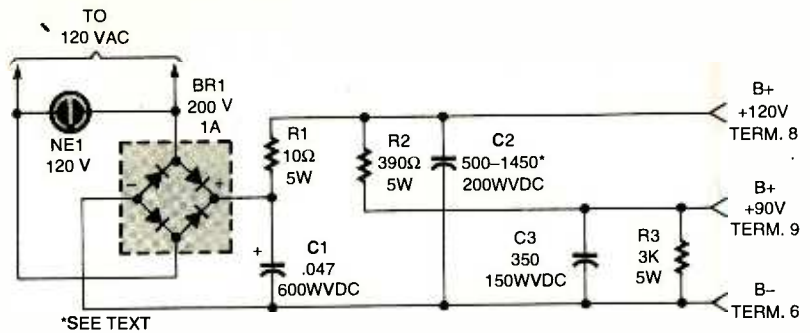 TO
120 VAC
NE1
120 V
BR1
200 V
1A
-
+
R1
10Ω
5W
+
C1
.047
600WVDC
R2
390Ω
5W
C2
500–1450*
200WVDC
C3
350
150WVDC
R3
3K
5W
B+
+120V
TERM. 8
B+
+90V
TERM. 9
B-
TERM. 6
*SEE TEXT